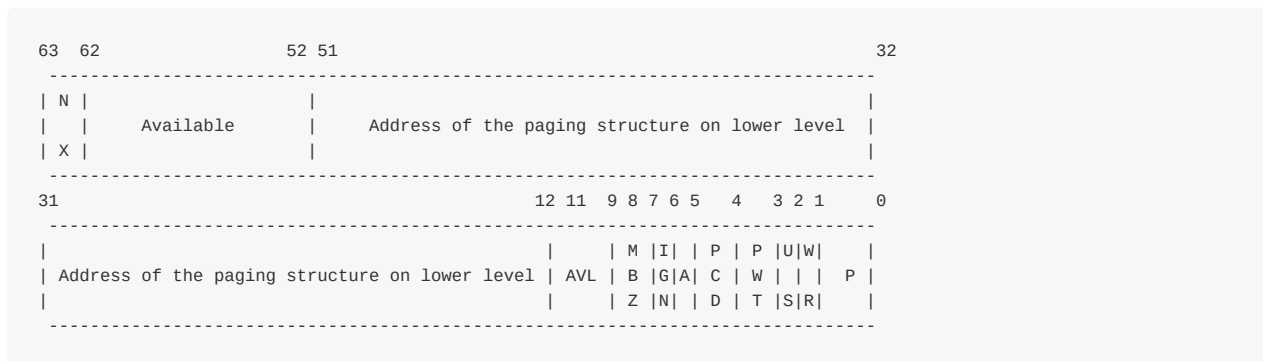 63  62                  52 51                                                    32
 --------------------------------------------------------------------------------
| N |                     |                                                     |
|   |     Available       |     Address of the paging structure on lower level  |
| X |                     |                                                     |
 --------------------------------------------------------------------------------
31                                              12 11  9 8 7 6 5   4   3 2 1     0
 --------------------------------------------------------------------------------
|                                                |     | M |I| | P | P |U|W|    |
| Address of the paging structure on lower level | AVL | B |G|A| C | W | | |  P |
|                                                |     | Z |N| | D | T |S|R|    |
 --------------------------------------------------------------------------------